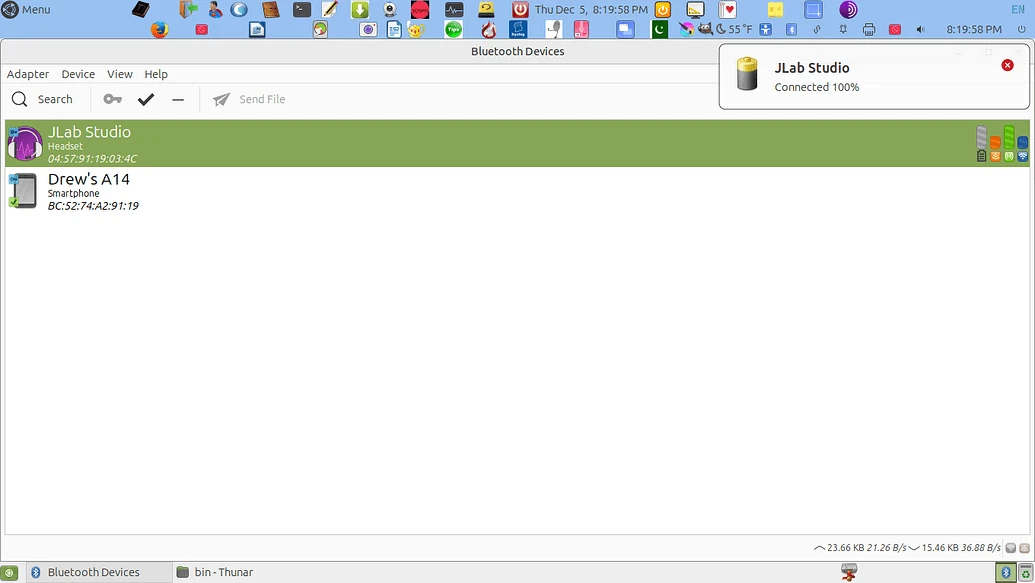 Menu
Thu Dec 5, 8:19:58 PM
EN
55 °F
8:19:58 PM
Bluetooth Devices
Adapter Device View Help
Search
Send File
JLab Studio
Connected 100%
JLab Studio
Headset
04:57:91:19:03:4C
Drew's A14
Smartphone
BC:52:74:A2:91:19
23.66 KB 21.26 B/s 15.46 KB 36.88 B/s
Bluetooth Devices
bin - Thunar